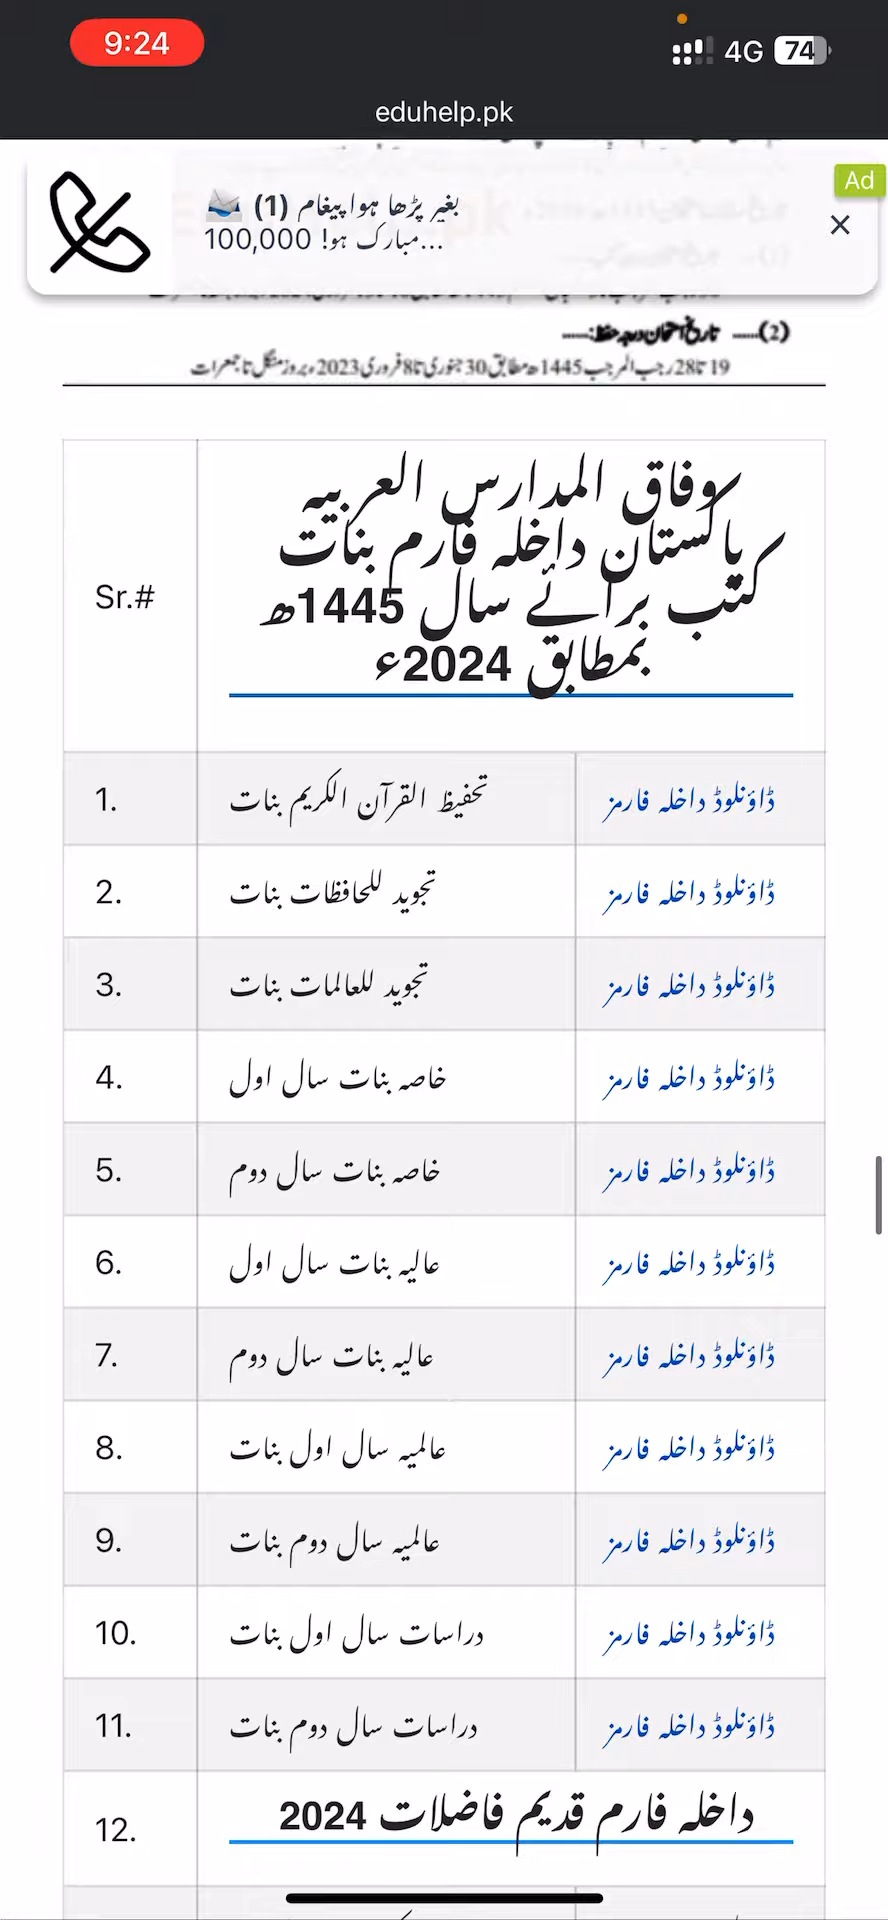 9:24
4G 74
eduhelp.pk
Ad
بغیر پڑھا ہوا پیغام (1)
مبارک ہو! 100,000...
(2)----- تاریخ امتحان درجہ حفظ:-----
19 تا 28 رجب المرجب 1445ھ مطابق 30 جنوری تا 8 فروری 2023ء بروز منگل تا جمعرات
Sr.#
وفاق المدارس العربیہ
پاکستان داخلہ فارم بنات
کتب برائے سال 1445ھ
بمطابق 2024ء
1. تحفیظ القرآن الکریم بنات ڈاؤنلوڈ داخلہ فارمز
2. تجوید للحافظات بنات ڈاؤنلوڈ داخلہ فارمز
3. تجوید للعالمات بنات ڈاؤنلوڈ داخلہ فارمز
4. خاصہ بنات سال اول ڈاؤنلوڈ داخلہ فارمز
5. خاصہ بنات سال دوم ڈاؤنلوڈ داخلہ فارمز
6. عالیہ بنات سال اول ڈاؤنلوڈ داخلہ فارمز
7. عالیہ بنات سال دوم ڈاؤنلوڈ داخلہ فارمز
8. عالمیہ سال اول بنات ڈاؤنلوڈ داخلہ فارمز
9. عالمیہ سال دوم بنات ڈاؤنلوڈ داخلہ فارمز
10. دراسات سال اول بنات ڈاؤنلوڈ داخلہ فارمز
11. دراسات سال دوم بنات ڈاؤنلوڈ داخلہ فارمز
12. داخلہ فارم قدیم فاضلات 2024